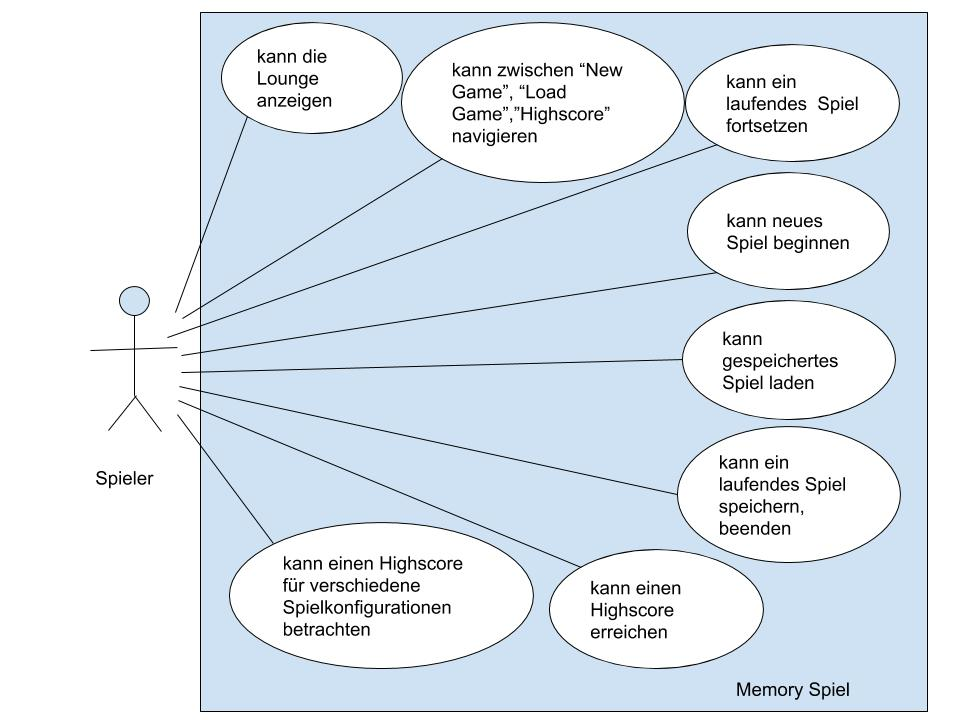 kann die
Lounge
anzeigen
kann zwischen “New
Game”, “Load
Game”,”Highscore”
navigieren
kann ein
laufendes Spiel
fortsetzen
kann neues
Spiel beginnen
kann
gespeichertes
Spiel laden
kann ein
laufendes Spiel
speichern,
beenden
Spieler
kann einen Highscore
für verschiedene
Spielkonfigurationen
betrachten
kann einen
Highscore
erreichen
Memory Spiel